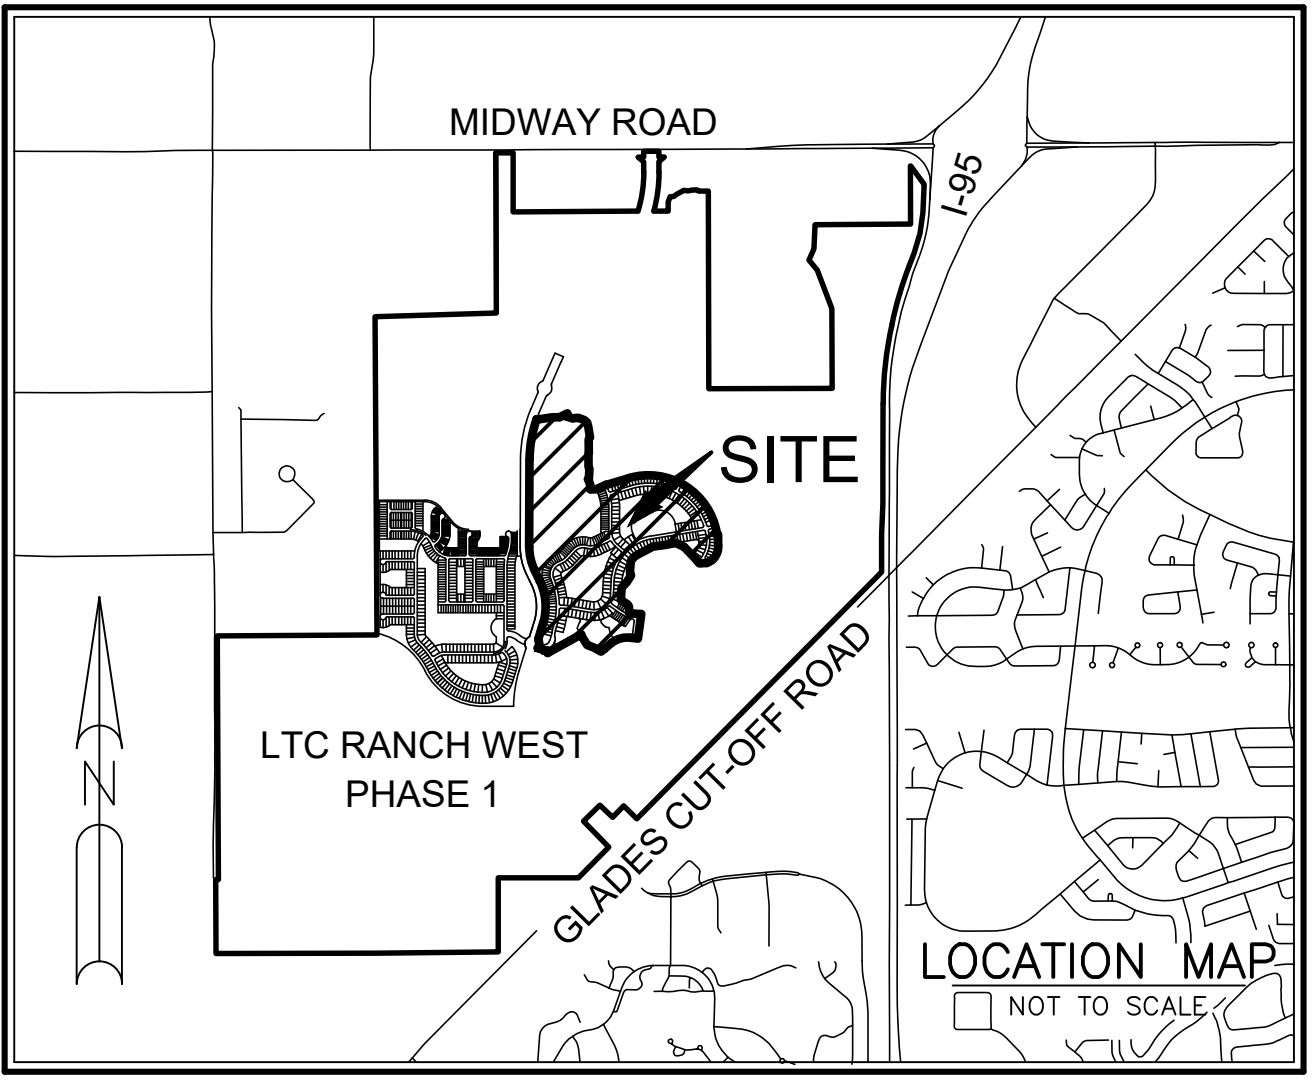 MIDWAY ROAD
I-95
SITE
GLADES CUT-OFF ROAD
LTC RANCH WEST
PHASE 1
N
LOCATION MAP
NOT TO SCALE